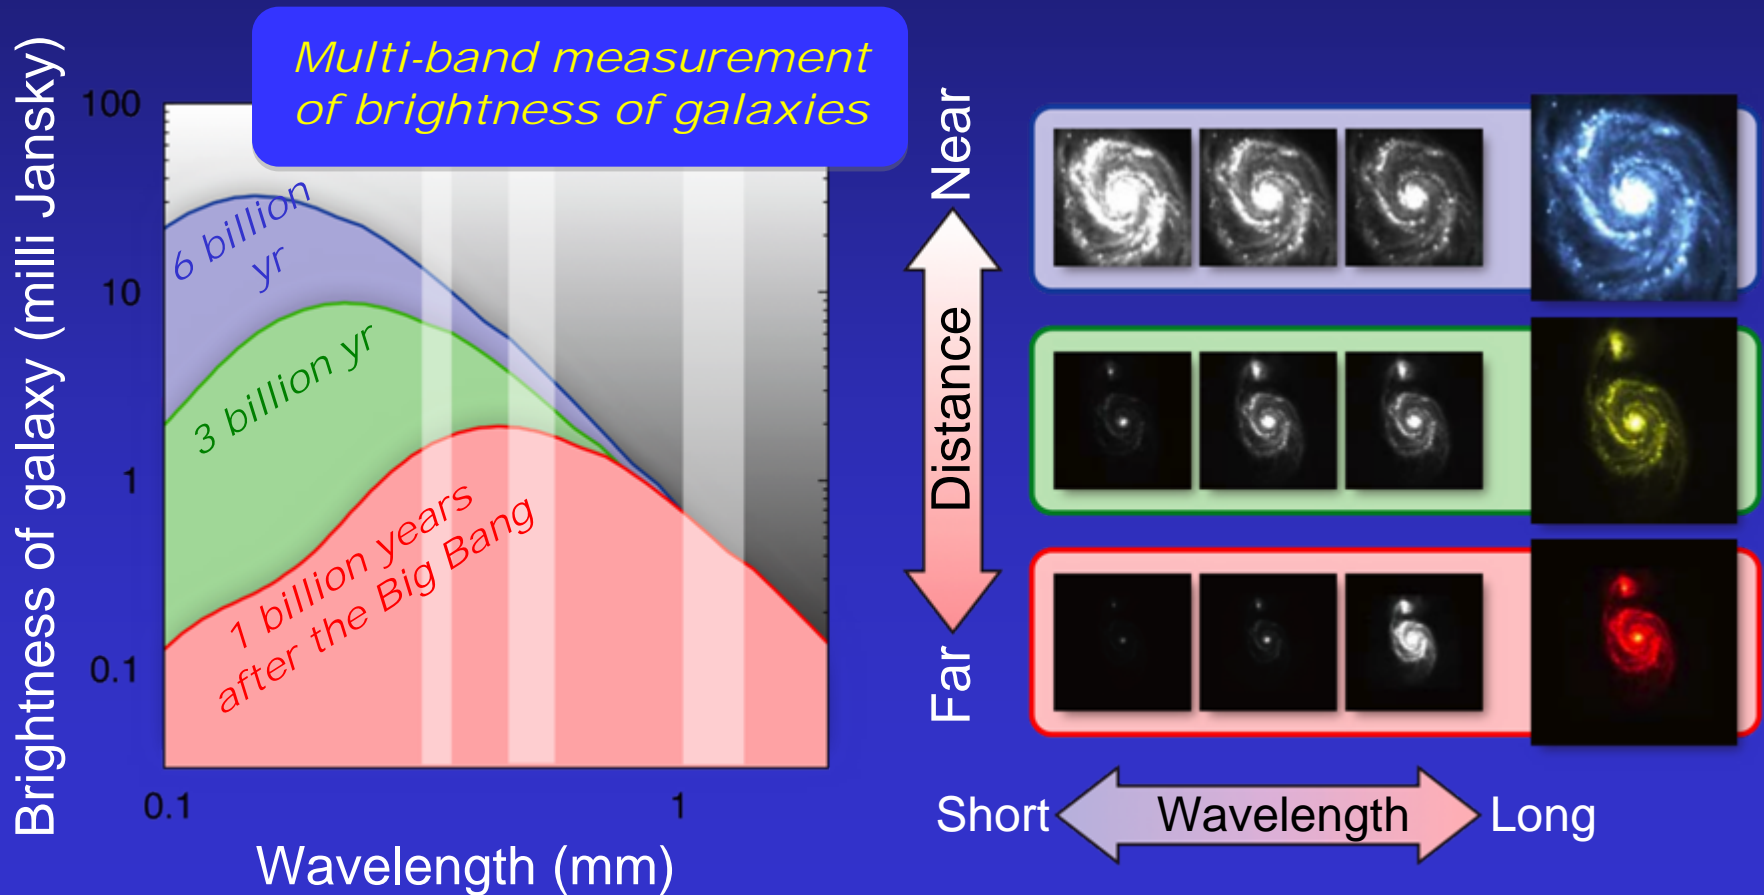 Multi-band measurement
of brightness of galaxies
Brightness of galaxy (milli Jansky)
100
10
1
0.1
6 billion
yr
3 billion yr
1 billion years
after the Big Bang
0.1
1
Wavelength (mm)
Near
Distance
Far
Short
Wavelength
Long